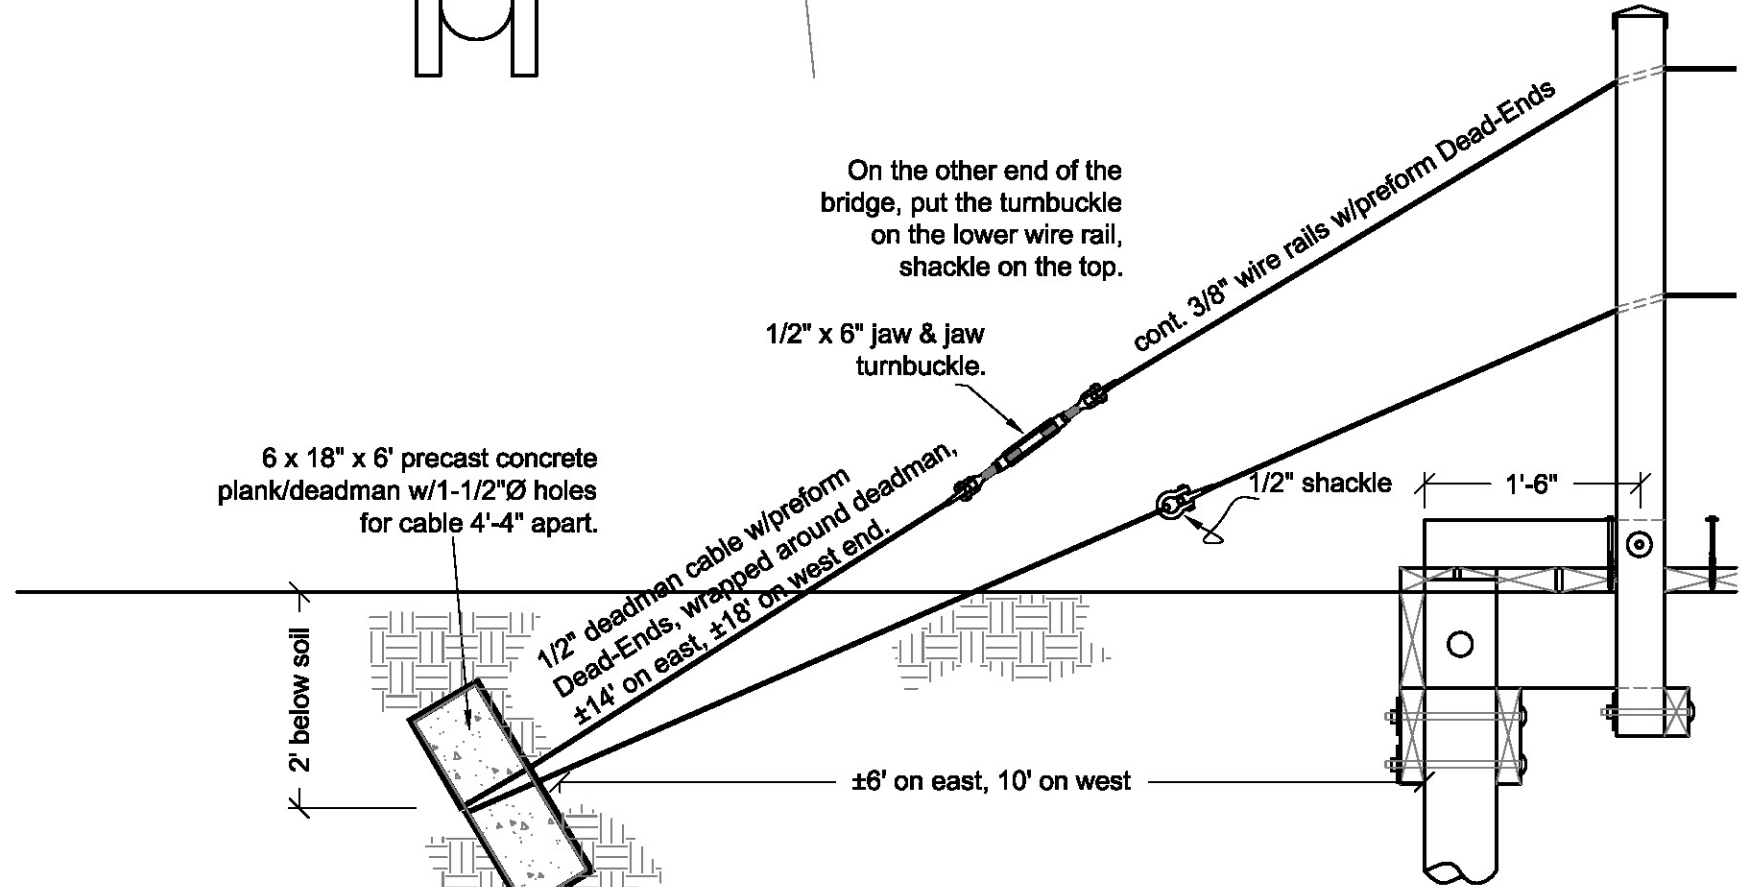 On the other end of the
bridge, put the turnbuckle
on the lower wire rail,
shackle on the top.
cont. 3/8" wire rails w/preform Dead-Ends
1/2" x 6" jaw & jaw
turnbuckle.
6 x 18" x 6' precast concrete
plank/deadman w/1-1/2"Ø holes
for cable 4'-4" apart.
1/2" deadman cable w/preform
Dead-Ends, wrapped around deadman,
±14' on east, ±18' on west end.
1/2" shackle
1'-6"
2' below soil
±6' on east, 10' on west